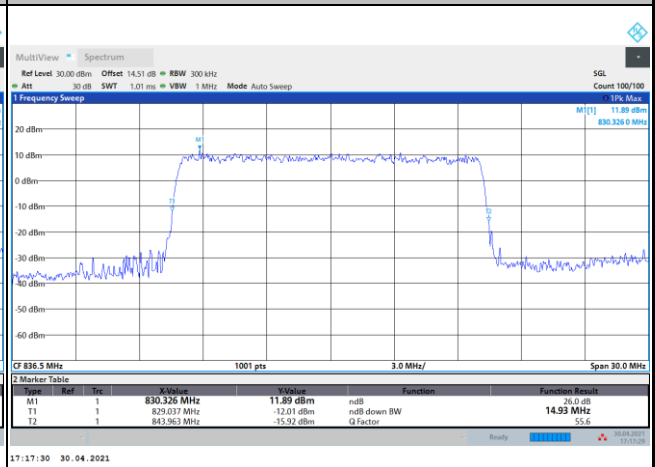 MultiView Spectrum
Ref Level 30.00 dBm Offset 14.51 dB RBW 300 kHz SGL
Att 30 dB SWT 1.01 ms VBW 1 MHz Mode Auto Sweep Count 100/100
1 Frequency Sweep 1Pk Max
M1[1] 11.89 dBm
830.326 0 MHz
M1
20 dBm
10 dBm
0 dBm
T1
-10 dBm
T2
-20 dBm
-30 dBm
-40 dBm
-50 dBm
-60 dBm
CF 836.5 MHz 1001 pts 3.0 MHz/ Span 30.0 MHz
2 Marker Table
Type Ref Trc X-Value Y-Value Function Function Result
M1 1 830.326 MHz 11.89 dBm ndB 26.0 dB
T1 1 829.037 MHz -12.01 dBm ndB down BW 14.93 MHz
T2 1 843.963 MHz -15.92 dBm Q Factor 55.6
Ready 30.04.2021
17:17:29
17:17:30 30.04.2021